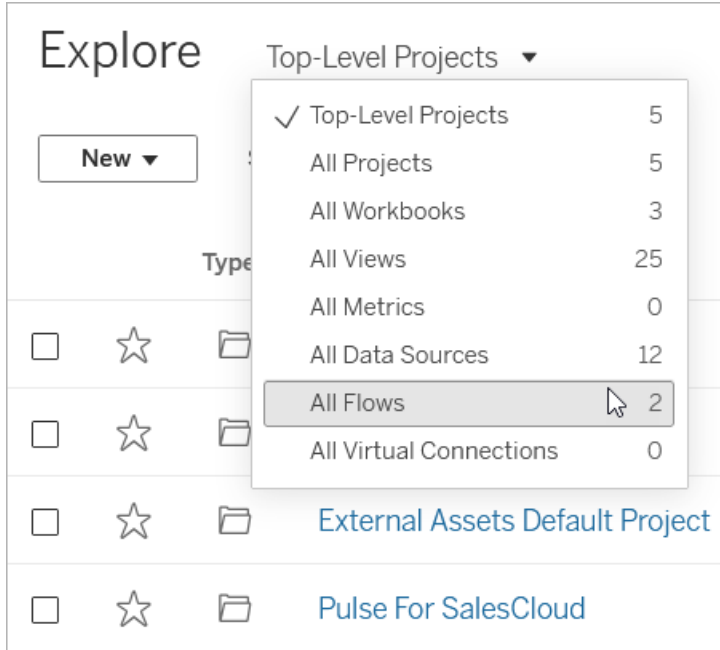 Explore Top-Level Projects
Top-Level Projects 5
New
All Projects 5
All Workbooks 3
All Views 25
Type
All Metrics 0
All Data Sources 12
All Flows 2
All Virtual Connections 0
External Assets Default Project
Pulse For SalesCloud